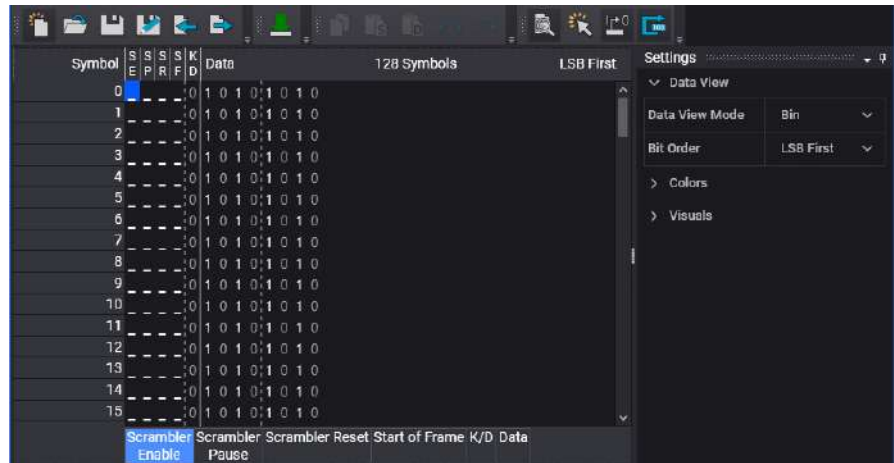 Symbol SE SP SR SF KD Data 128 Symbols LSB First
0 _ _ _ _ 0 1 0 1 0 1 0 1 0
1 _ _ _ _ 0 1 0 1 0 1 0 1 0
2 _ _ _ _ 0 1 0 1 0 1 0 1 0
3 _ _ _ _ 0 1 0 1 0 1 0 1 0
4 _ _ _ _ 0 1 0 1 0 1 0 1 0
5 _ _ _ _ 0 1 0 1 0 1 0 1 0
6 _ _ _ _ 0 1 0 1 0 1 0 1 0
7 _ _ _ _ 0 1 0 1 0 1 0 1 0
8 _ _ _ _ 0 1 0 1 0 1 0 1 0
9 _ _ _ _ 0 1 0 1 0 1 0 1 0
10 _ _ _ _ 0 1 0 1 0 1 0 1 0
11 _ _ _ _ 0 1 0 1 0 1 0 1 0
12 _ _ _ _ 0 1 0 1 0 1 0 1 0
13 _ _ _ _ 0 1 0 1 0 1 0 1 0
14 _ _ _ _ 0 1 0 1 0 1 0 1 0
15 _ _ _ _ 0 1 0 1 0 1 0 1 0
Scrambler Enable Scrambler Pause Scrambler Reset Start of Frame K/D Data
Settings
Data View
Data View Mode Bin
Bit Order LSB First
Colors
Visuals